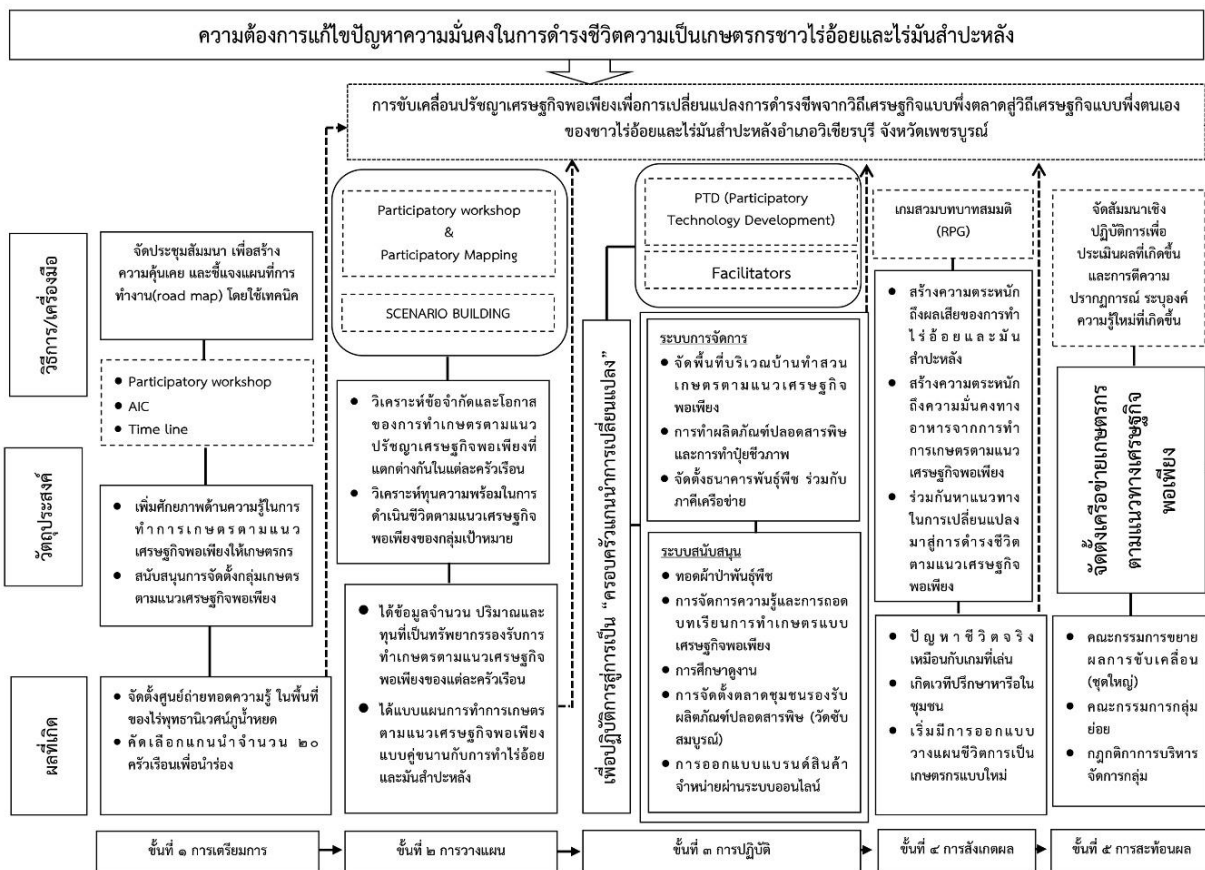 ความต้องการแก้ไขปัญหาความมั่นคงในการดำรงชีวิตความเป็นเกษตรกรชาวไร่อ้อยและไร่มันสำปะหลัง
การขับเคลื่อนปรัชญาเศรษฐกิจพอเพียงเพื่อการเปลี่ยนแปลงการดำรงชีพจากวิถีเศรษฐกิจแบบพึ่งตลาดสู่วิถีเศรษฐกิจแบบพึ่งตนเอง
ของชาวไร่อ้อยและไร่มันสำปะหลังอำเภอวิเชียรบุรี จังหวัดเพชรบูรณ์
วิธีการ/เครื่องมือ
วัตถุประสงค์
ผลที่เกิด
จัดประชุมสัมมนา เพื่อสร้าง
ความคุ้นเคย และชี้แจงแผนที่การ
ทำงาน(road map) โดยใช้เทคนิค
● Participatory workshop
● AIC
● Time line
● เพิ่มศักยภาพด้านความรู้ในการ
ทำการเกษตรตามแนว
เศรษฐกิจพอเพียงให้เกษตรกร
● สนับสนุนการจัดตั้งกลุ่มเกษตร
ตามแนวเศรษฐกิจพอเพียง
● จัดตั้งศูนย์ถ่ายทอดความรู้ ในพื้นที่
ของไร่พุทธานิเวศน์ภูน้ำหยด
● คัดเลือกแกนนำจำนวน ๒๐
ครัวเรือนเพื่อนำร่อง
Participatory workshop
&
Participatory Mapping
SCENARIO BUILDING
● วิเคราะห์ข้อจำกัดและโอกาส
ของการทำเกษตรตามแนว
ปรัชญาเศรษฐกิจพอเพียงที่
แตกต่างกันในแต่ละครัวเรือน
● วิเคราะห์ทุนความพร้อมในการ
ดำเนินชีวิตตามแนวเศรษฐกิจ
พอเพียงของกลุ่มเป้าหมาย
● ได้ข้อมูลจำนวน ปริมาณและ
ทุนที่เป็นทรัพยากรรองรับการ
ทำเกษตรตามแนวเศรษฐกิจ
พอเพียงของแต่ละครัวเรือน
● ได้แบบแผนการทำการเกษตร
ตามแนวเศรษฐกิจพอเพียง
แบบคู่ขนานกับการทำไร่อ้อย
และมันสำปะหลัง
เพื่อปฏิบัติการสู่การเป็น “ครอบครัวแกนนำการเปลี่ยนแปลง”
PTD (Participatory
Technology Development)
Facilitators
ระบบการจัดการ
● จัดพื้นที่บริเวณบ้านทำสวน
เกษตรตามแนวเศรษฐกิจ
พอเพียง
● การทำผลิตภัณฑ์ปลอดสารพิษ
และการทำปุ๋ยชีวภาพ
● จัดตั้งธนาคารพันธุ์พืช ร่วมกับ
ภาคีเครือข่าย
ระบบสนับสนุน
● ทอดผ้าป่าพันธุ์พืช
● การจัดการความรู้และการถอด
บทเรียนการทำเกษตรแบบ
เศรษฐกิจพอเพียง
● การศึกษาดูงาน
● การจัดตั้งตลาดชุมชนรองรับ
ผลิตภัณฑ์ปลอดสารพิษ (วัดซับ
สมบูรณ์)
● การออกแบบแบรนด์สินค้า
จำหน่ายผ่านระบบออนไลน์
เกมสวมบทบาทสมมติ
(RPG)
● สร้างความตระหนัก
ถึงผลเสียของการทำ
ไร่อ้อยและมัน
สำปะหลัง
● สร้างความตระหนัก
ถึงความมั่นคงทาง
อาหารจากการทำ
การเกษตรตามแนว
เศรษฐกิจพอเพียง
● ร่วมกันหาแนวทาง
ในการเปลี่ยนแปลง
มาสู่การดำรงชีวิต
ตามแนวเศรษฐกิจ
พอเพียง
● ปัญหาชีวิตจริง
เหมือนกับเกมที่เล่น
● เกิดเวทีปรึกษาหารือใน
ชุมชน
● เริ่มมีการออกแบบ
วางแผนชีวิตการเป็น
เกษตรกรแบบใหม่
จัดสัมมนาเชิง
ปฏิบัติการเพื่อ
ประเมินผลที่เกิดขึ้น
และการตีความ
ปรากฏการณ์ ระบุองค์
ความรู้ใหม่ที่เกิดขึ้น
จัดตั้งเครือข่ายเกษตรกร
ตามแนวทางเศรษฐกิจ
พอเพียง
● คณะกรรมการขยาย
ผลการขับเคลื่อน
(ชุดใหญ่)
● คณะกรรมการกลุ่ม
ย่อย
● กฎกติกาการบริหาร
จัดการกลุ่ม
ขั้นที่ ๑ การเตรียมการ
ขั้นที่ ๒ การวางแผน
ขั้นที่ ๓ การปฏิบัติ
ขั้นที่ ๔ การสังเกตผล
ขั้นที่ ๕ การสะท้อนผล